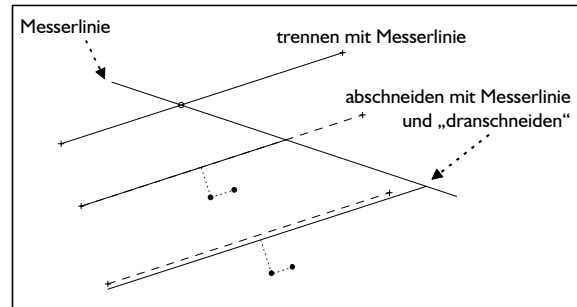 Messerlinie
trennen mit Messerlinie
abschneiden mit Messerlinie
und „dranschneiden“